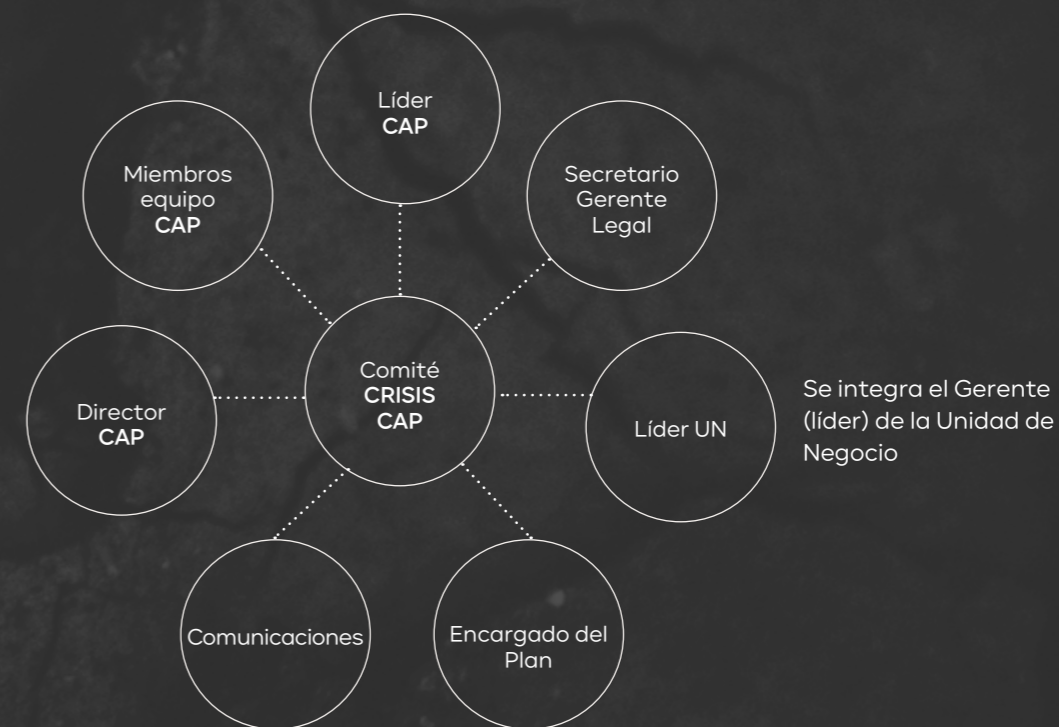 Líder
CAP
Miembros
equipo
CAP
Secretario
Gerente
Legal
Comité
CRISIS
CAP
Director
CAP
Líder UN
Se integra el Gerente
(líder) de la Unidad de
Negocio
Comunicaciones
Encargado del
Plan